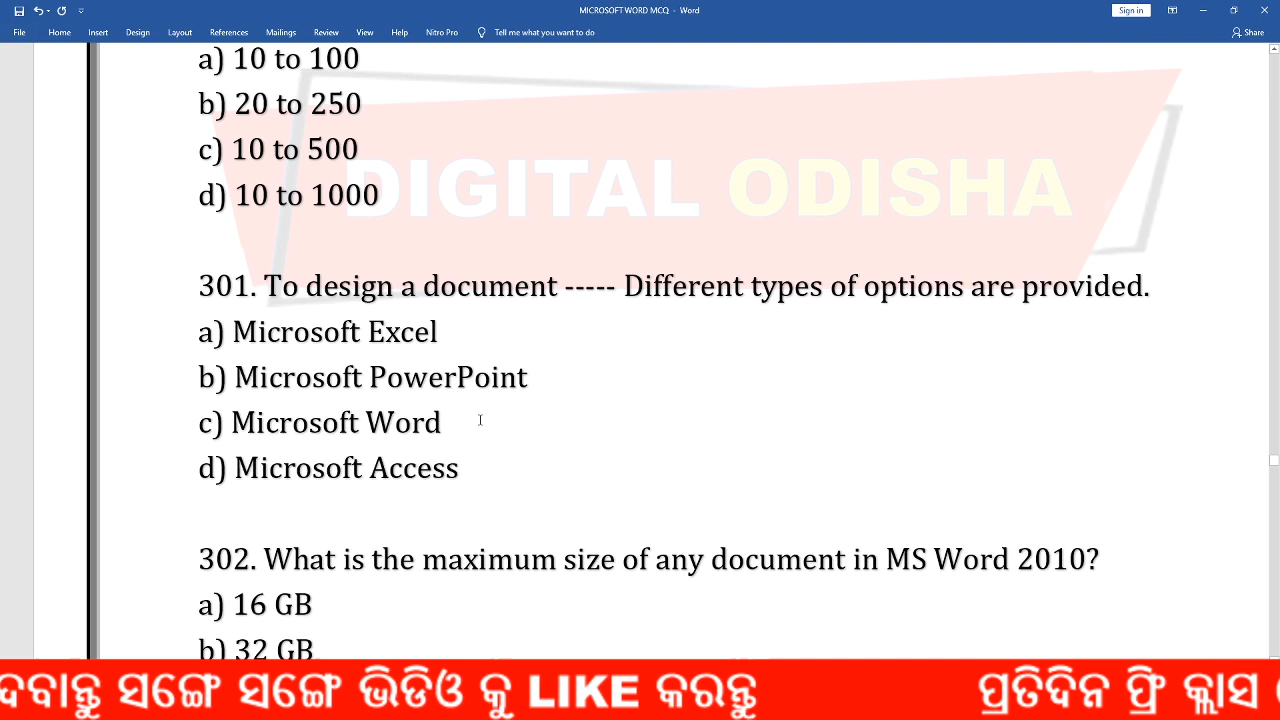 MICROSOFT WORD MCQ - Word
Sign in
File Home Insert Design Layout References Mailings Review View Help Nitro Pro Tell me what you want to do Share
a) 10 to 100
b) 20 to 250
c) 10 to 500
d) 10 to 1000
DIGITAL ODISHA
301. To design a document ----- Different types of options are provided.
a) Microsoft Excel
b) Microsoft PowerPoint
c) Microsoft Word
d) Microsoft Access
302. What is the maximum size of any document in MS Word 2010?
a) 16 GB
b) 32 GB
ଦବାନ୍ତୁ ସଙ୍ଗେ ସଙ୍ଗେ ଭିଡିଓ କୁ LIKE କରନ୍ତୁ ପ୍ରତିଦିନ ଫ୍ରି କ୍ଲାସ